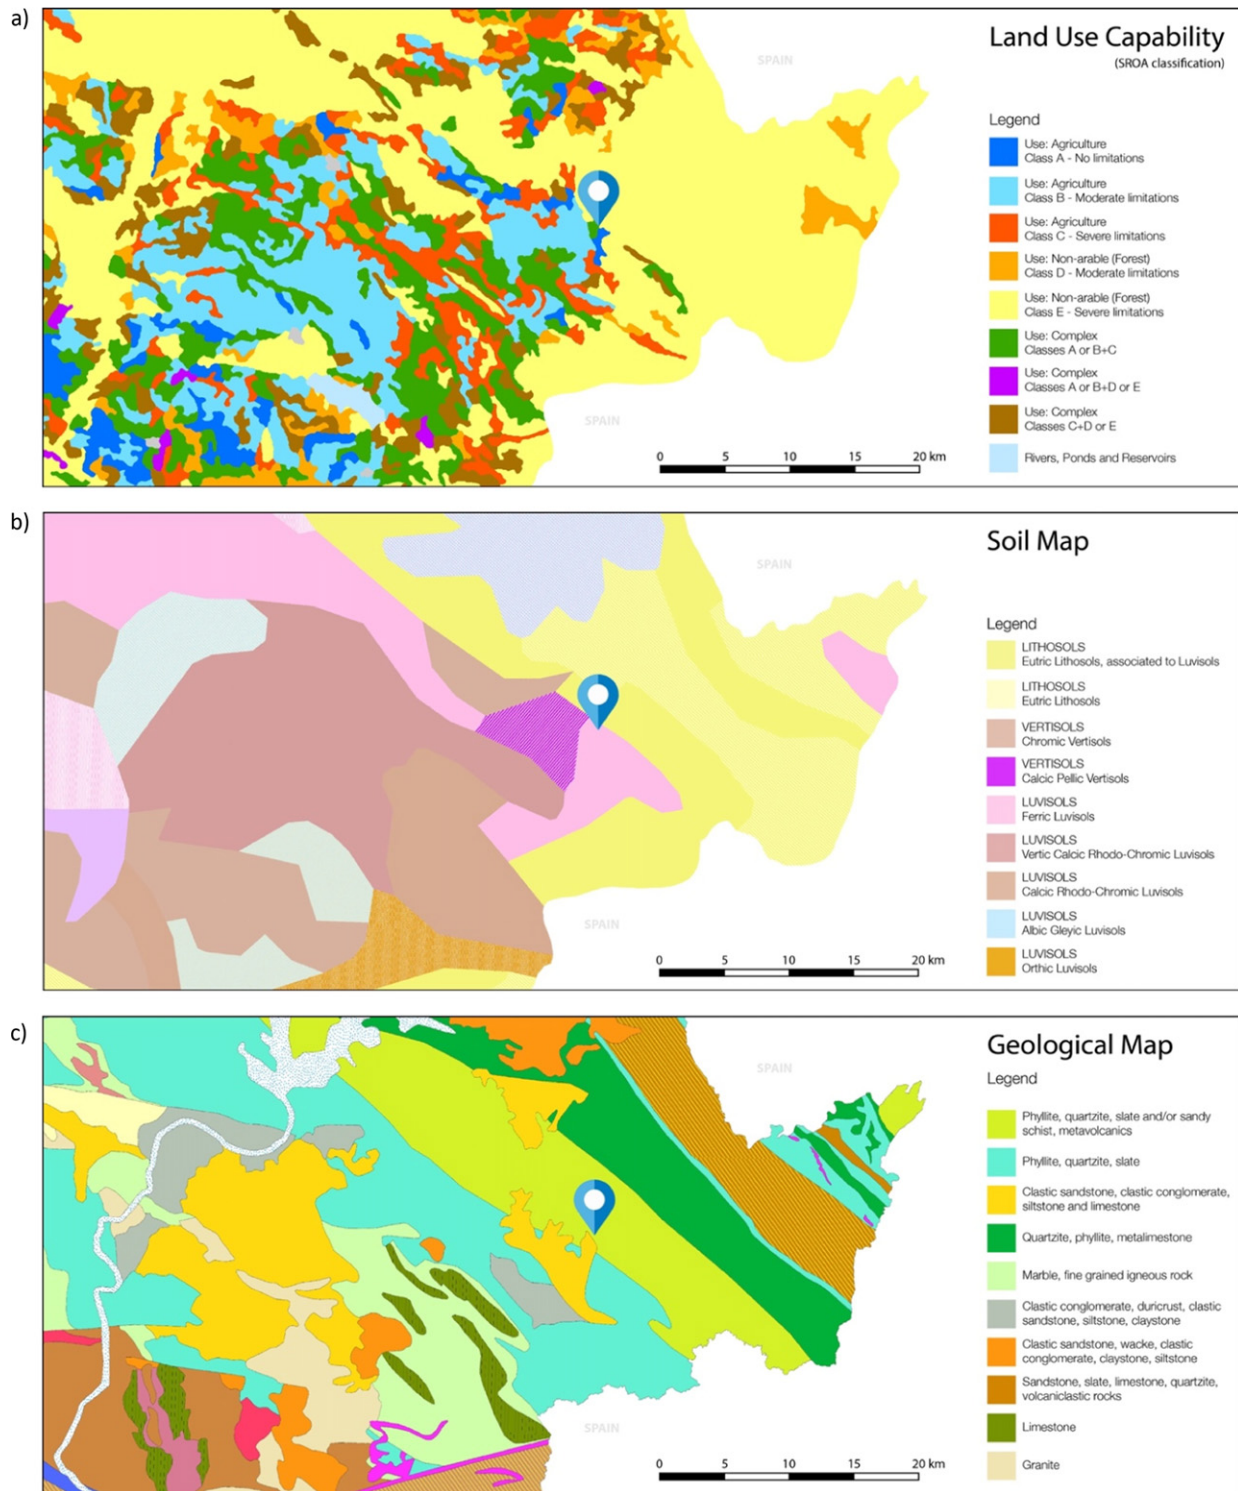 a)
Land Use Capability
(SROA classification)
SPAIN
Legend
Use: Agriculture
Class A - No limitations
Use: Agriculture
Class B - Moderate limitations
Use: Agriculture
Class C - Severe limitations
Use: Non-arable (Forest)
Class D - Moderate limitations
Use: Non-arable (Forest)
Class E - Severe limitations
Use: Complex
Classes A or B+C
Use: Complex
Classes A or B+D or E
Use: Complex
Classes C+D or E
Rivers, Ponds and Reservoirs
SPAIN
0 5 10 15 20 km
b)
Soil Map
SPAIN
Legend
LITHOSOLS
Eutric Lithosols, associated to Luvisols
LITHOSOLS
Eutric Lithosols
VERTISOLS
Chromic Vertisols
VERTISOLS
Calcic Pellic Vertisols
LUVISOLS
Ferric Luvisols
LUVISOLS
Vertic Calcic Rhodo-Chromic Luvisols
LUVISOLS
Calcic Rhodo-Chromic Luvisols
LUVISOLS
Albic Gleyic Luvisols
LUVISOLS
Orthic Luvisols
SPAIN
0 5 10 15 20 km
c)
Geological Map
SPAIN
Legend
Phyllite, quartzite, slate and/or sandy
schist, metavolcanics
Phyllite, quartzite, slate
Clastic sandstone, clastic conglomerate,
siltstone and limestone
Quartzite, phyllite, metalimestone
Marble, fine grained igneous rock
Clastic conglomerate, duricrust, clastic
sandstone, siltstone, claystone
Clastic sandstone, wacke, clastic
conglomerate, claystone, siltstone
Sandstone, slate, limestone, quartzite,
volcaniclastic rocks
Limestone
Granite
SPAIN
0 5 10 15 20 km